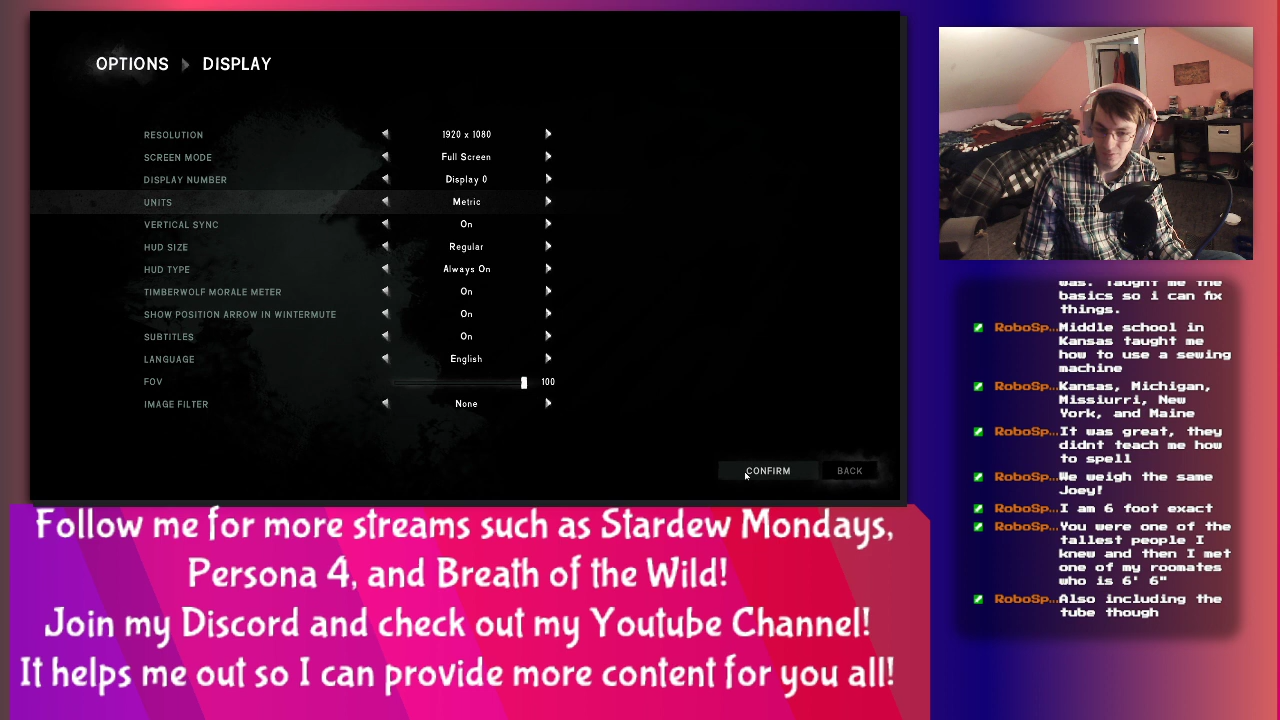 OPTIONS DISPLAY
RESOLUTION 1920 x 1080
SCREEN MODE Full Screen
DISPLAY NUMBER Display 0
UNITS Metric
VERTICAL SYNC On
HUD SIZE Regular
HUD TYPE Always On
TIMBERWOLF MORALE METER On
SHOW POSITION ARROW IN WINTERMUTE On
SUBTITLES On
LANGUAGE English
FOV 100
IMAGE FILTER None
CONFIRM BACK
Follow me for more streams such as Stardew Mondays,
Persona 4, and Breath of the Wild!
Join my Discord and check out my Youtube Channel!
It helps me out so I can provide more content for you all!
was. Taught me the
basics so i can fix
things.
RoboSp...Middle school in
Kansas taught me
how to use a sewing
machine
RoboSp...Kansas, Michigan,
Missiurri, New
York, and Maine
RoboSp...It was great, they
didnt teach me how
to spell
RoboSp...We weigh the same
Joey!
RoboSp...I am 6 foot exact
RoboSp...You were one of the
tallest people I
knew and then I met
one of my roomates
who is 6' 6"
RoboSp...Also including the
tube though